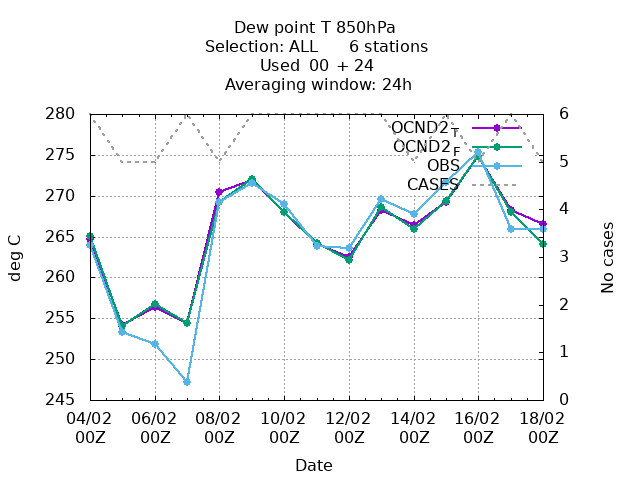 Dew point T 850hPa
Selection: ALL      6 stations
Used  00  + 24
Averaging window: 24h
280
275
270
265
260
255
250
245
deg C
OCND2_T
OCND2_F
OBS
CASES
6
5
4
3
2
1
0
No cases
04/02 06/02 08/02 10/02 12/02 14/02 16/02 18/02
00Z 00Z 00Z 00Z 00Z 00Z 00Z 00Z
Date